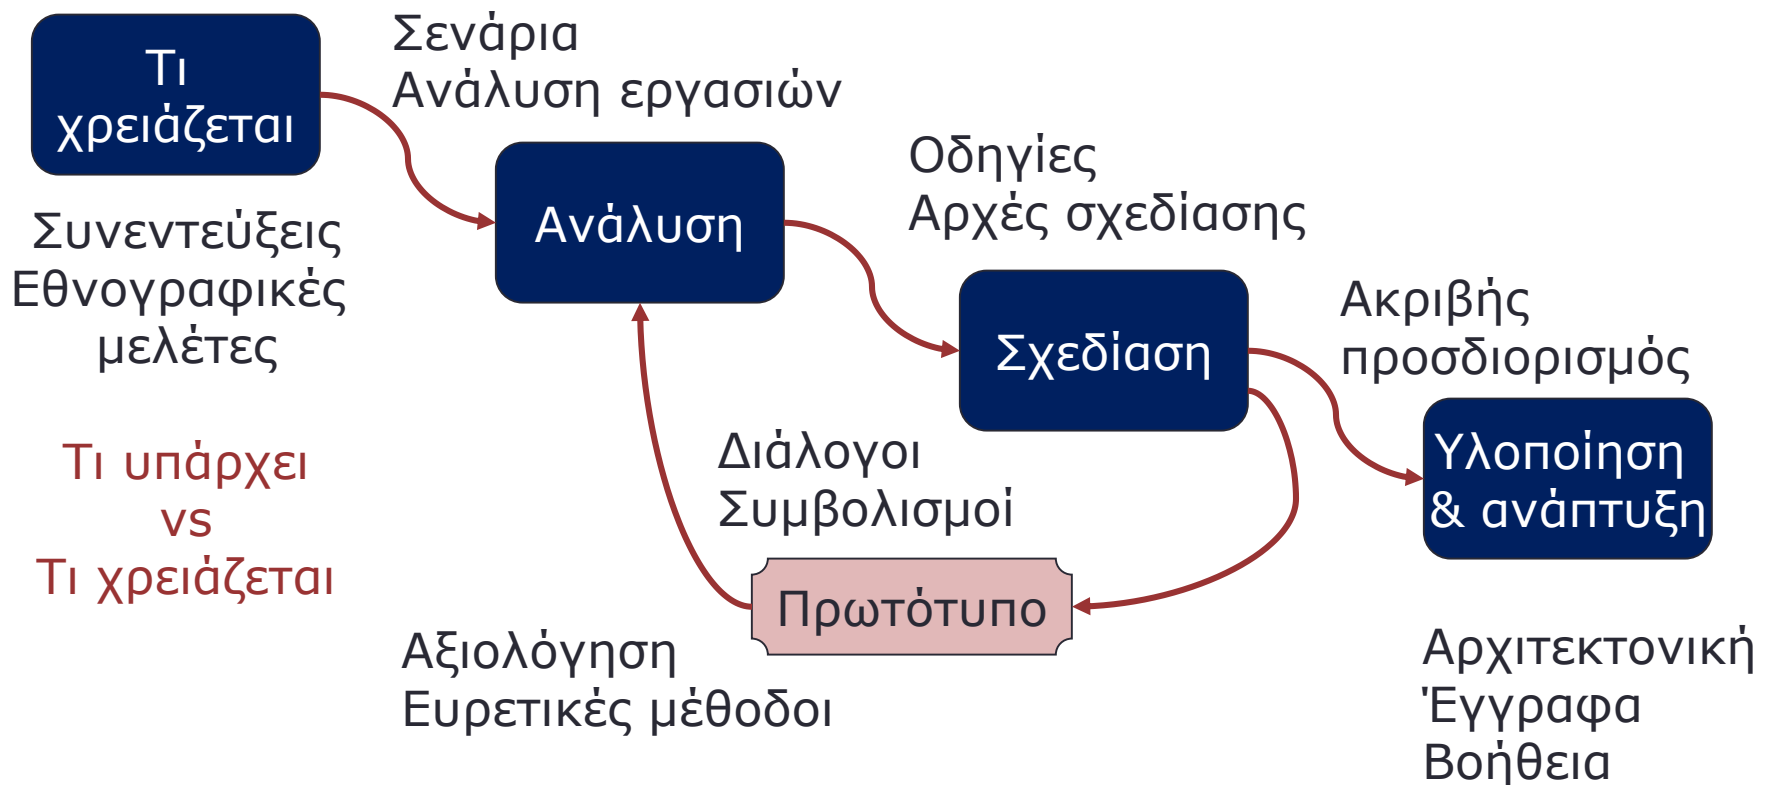 Τι
χρειάζεται
Σενάρια
Ανάλυση εργασιών
Συνεντεύξεις
Εθνογραφικές
μελέτες
Τι υπάρχει
vs
Τι χρειάζεται
Ανάλυση
Οδηγίες
Αρχές σχεδίασης
Σχεδίαση
Ακριβής
προσδιορισμός
Υλοποίηση
& ανάπτυξη
Διάλογοι
Συμβολισμοί
Πρωτότυπο
Αξιολόγηση
Ευρετικές μέθοδοι
Αρχιτεκτονική
Έγγραφα
Βοήθεια